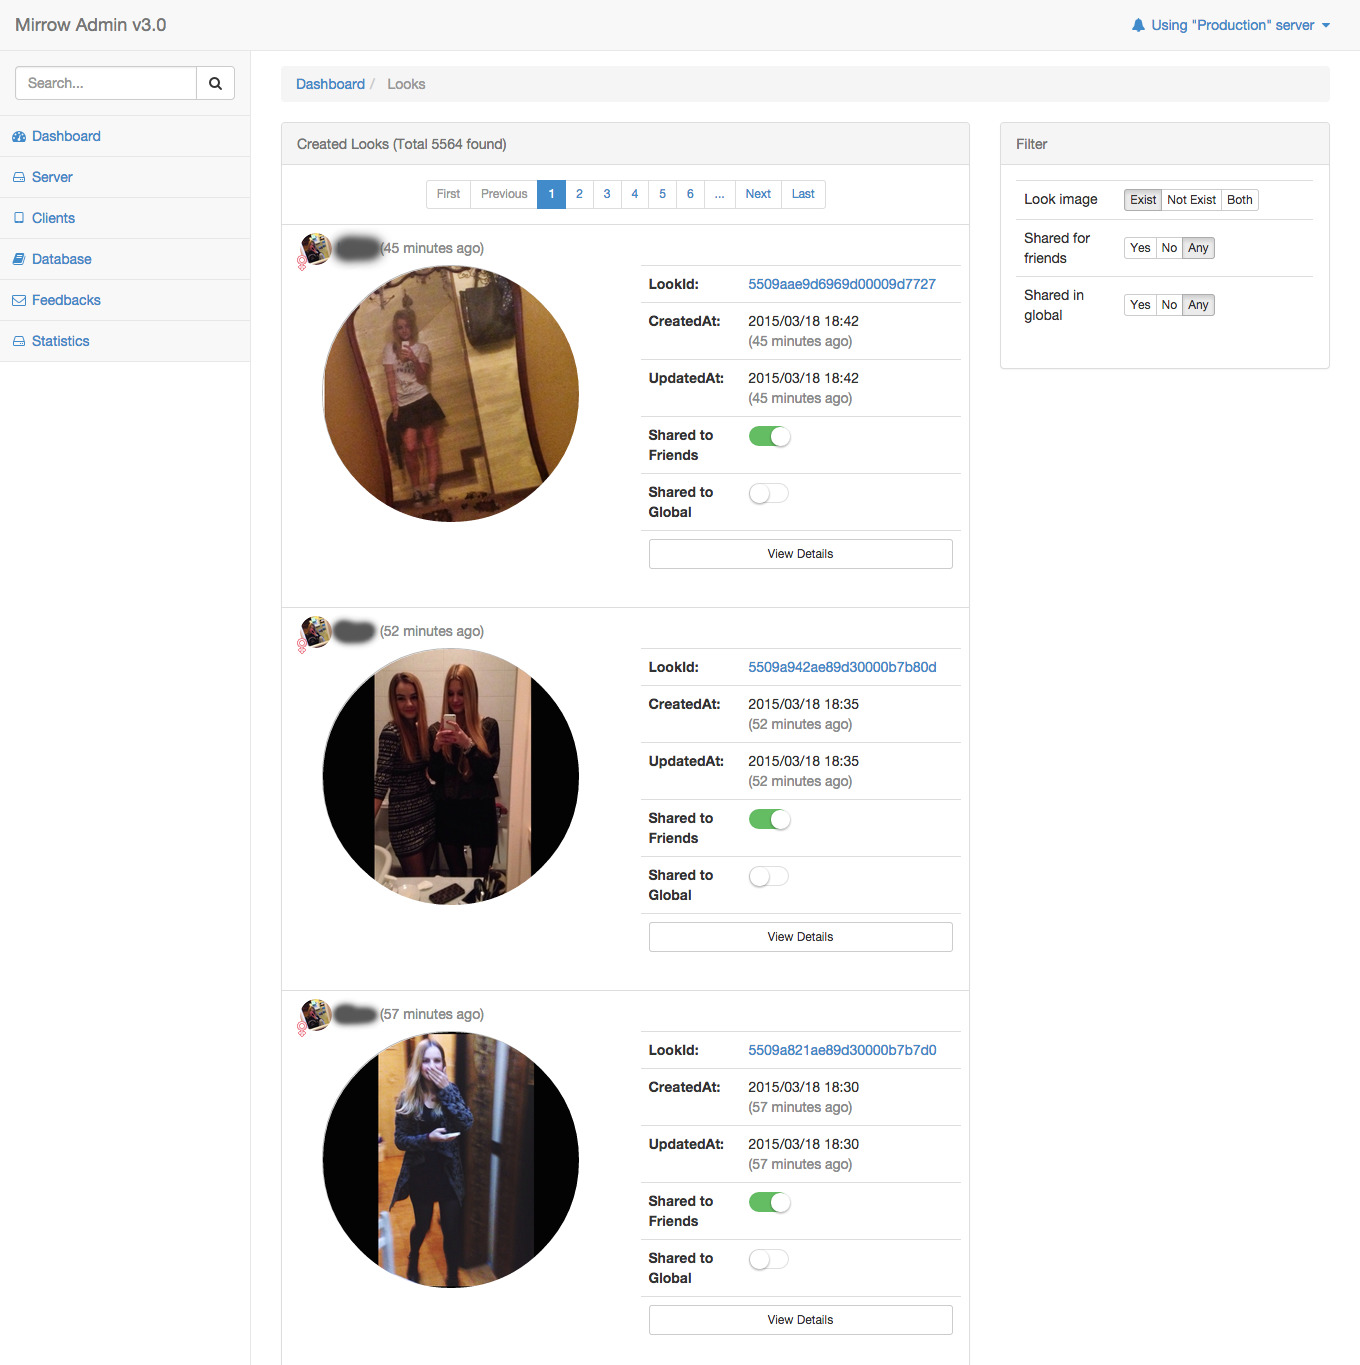 Mirrow Admin v3.0
Using "Production" server
Search...
Dashboard
Server
Clients
Database
Feedbacks
Statistics
Dashboard / Looks
Created Looks (Total 5564 found)
First Previous 1 2 3 4 5 6 ... Next Last
(45 minutes ago)
LookId: 5509aae9d6969d00009d7727
CreatedAt: 2015/03/18 18:42
(45 minutes ago)
UpdatedAt: 2015/03/18 18:42
(45 minutes ago)
Shared to
Friends
Shared to
Global
View Details
(52 minutes ago)
LookId: 5509a942ae89d30000b7b80d
CreatedAt: 2015/03/18 18:35
(52 minutes ago)
UpdatedAt: 2015/03/18 18:35
(52 minutes ago)
Shared to
Friends
Shared to
Global
View Details
(57 minutes ago)
LookId: 5509a821ae89d30000b7b7d0
CreatedAt: 2015/03/18 18:30
(57 minutes ago)
UpdatedAt: 2015/03/18 18:30
(57 minutes ago)
Shared to
Friends
Shared to
Global
View Details
Filter
Look image Exist Not Exist Both
Shared for
friends Yes No Any
Shared in
global Yes No Any